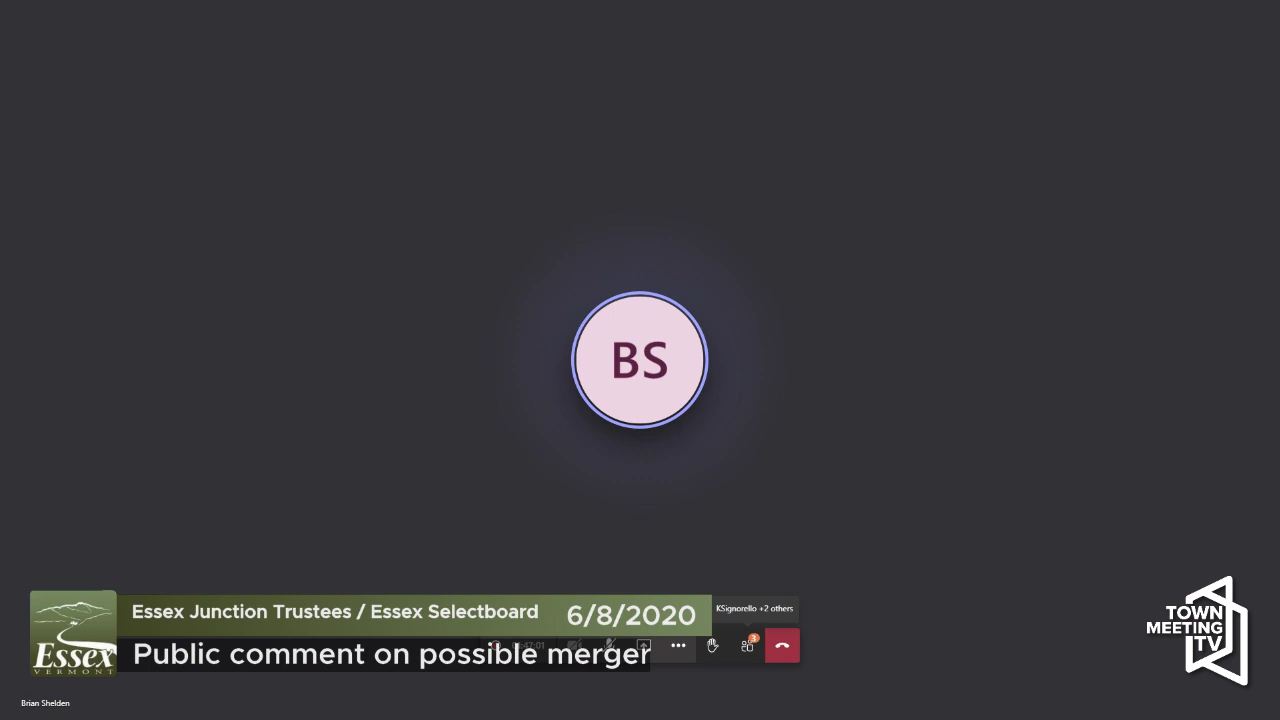 BS
Essex Junction Trustees / Essex Selectboard
6/8/2020
KSignorello +2 others
Essex
VERMONT
Public comment on possible merger
3
TOWN
MEETING
TV
Brian Shelden